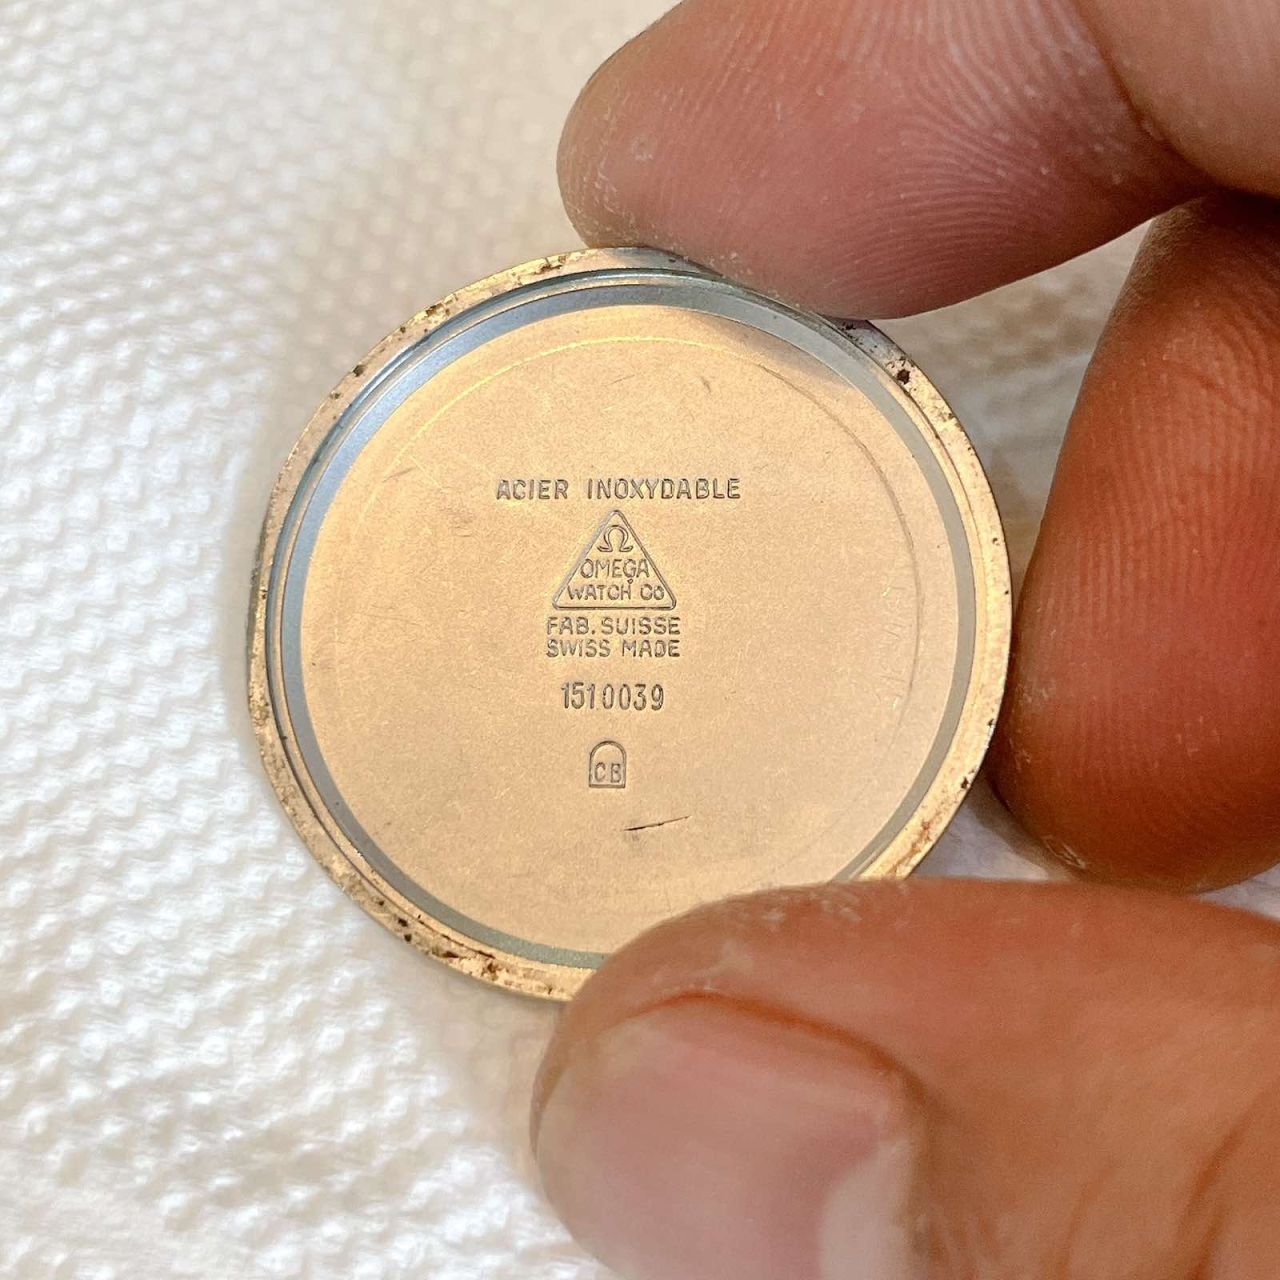 ACIER INOXYDABLE
Ω
OMEGA
WATCH Co
FAB. SUISSE
SWISS MADE
1510039
CB